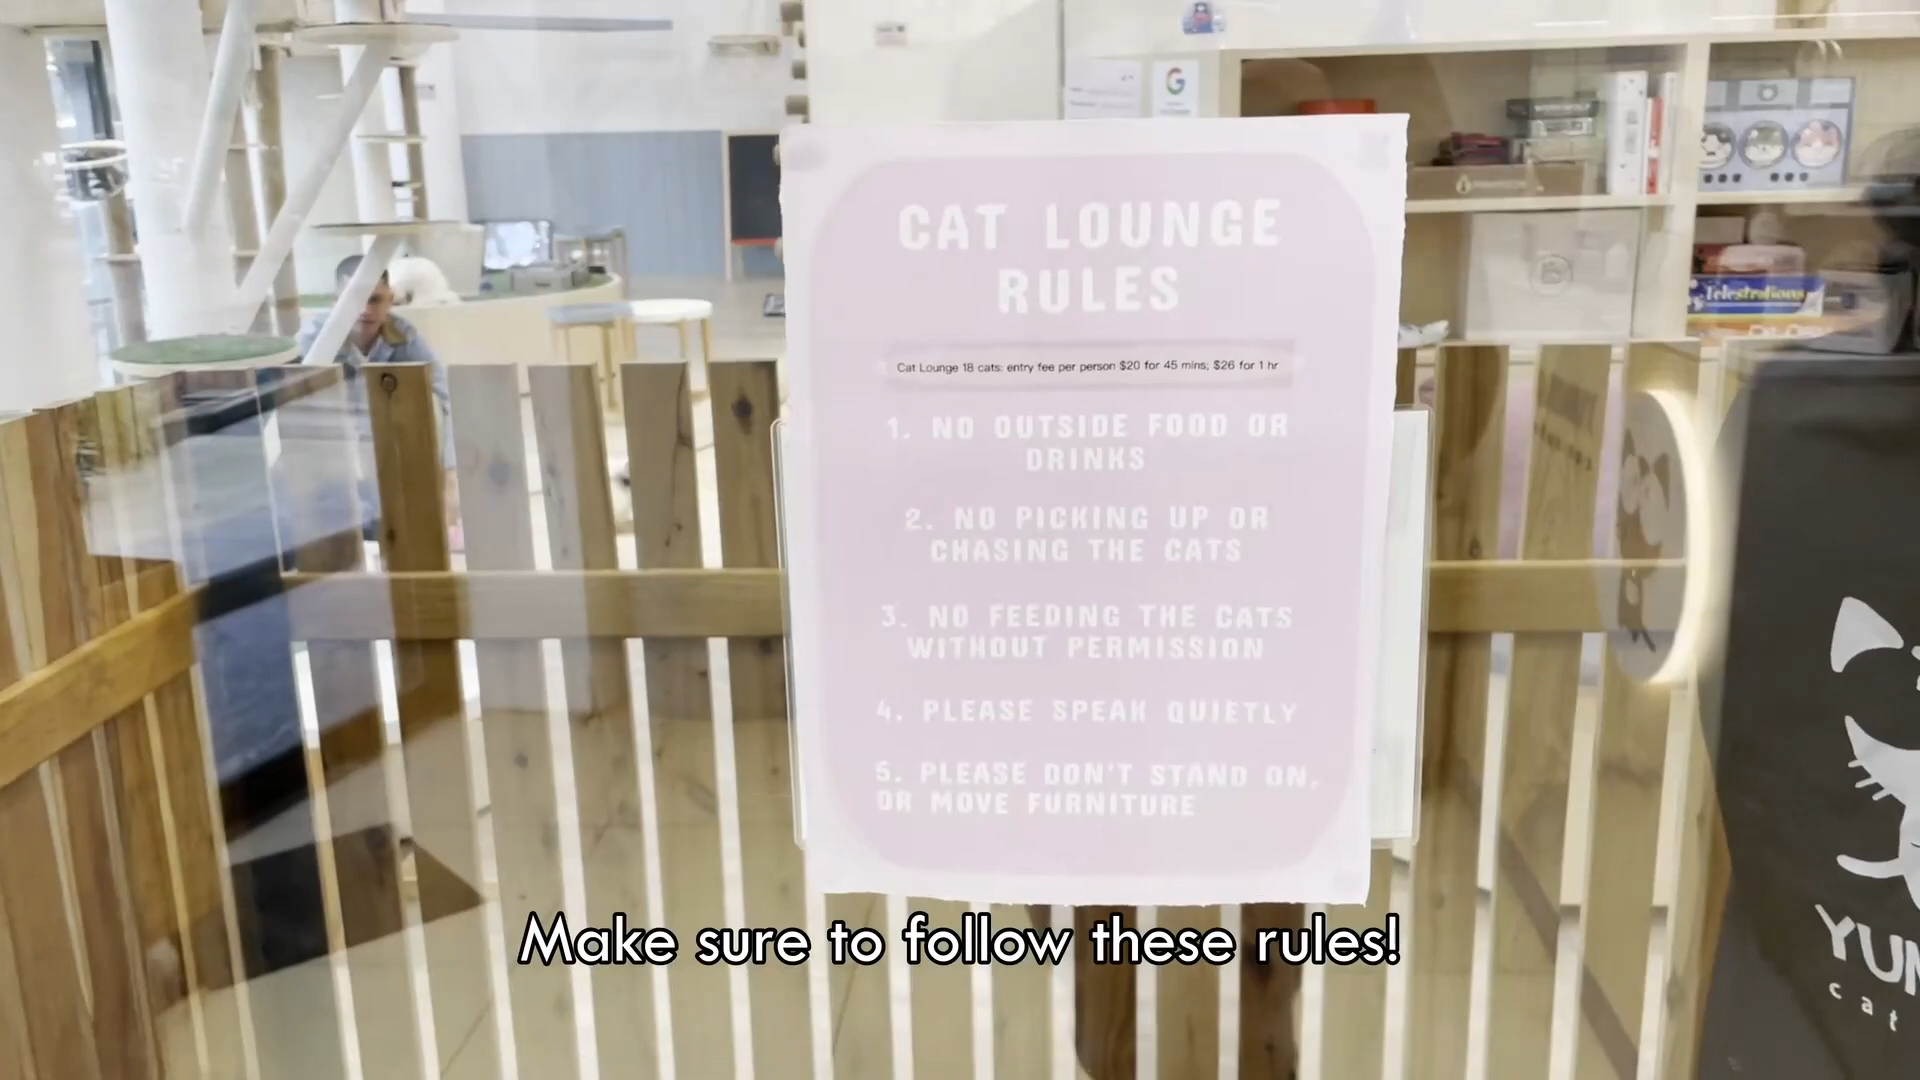 CAT LOUNGE
RULES
Cat Lounge 18 cats: entry fee per person $20 for 45 mins; $26 for 1 hr
1. NO OUTSIDE FOOD OR
DRINKS
2. NO PICKING UP OR
CHASING THE CATS
3. NO FEEDING THE CATS
WITHOUT PERMISSION
4. PLEASE SPEAK QUIETLY
5. PLEASE DON'T STAND ON,
OR MOVE FURNITURE
Telestrations
G
YUM
cat
Make sure to follow these rules!